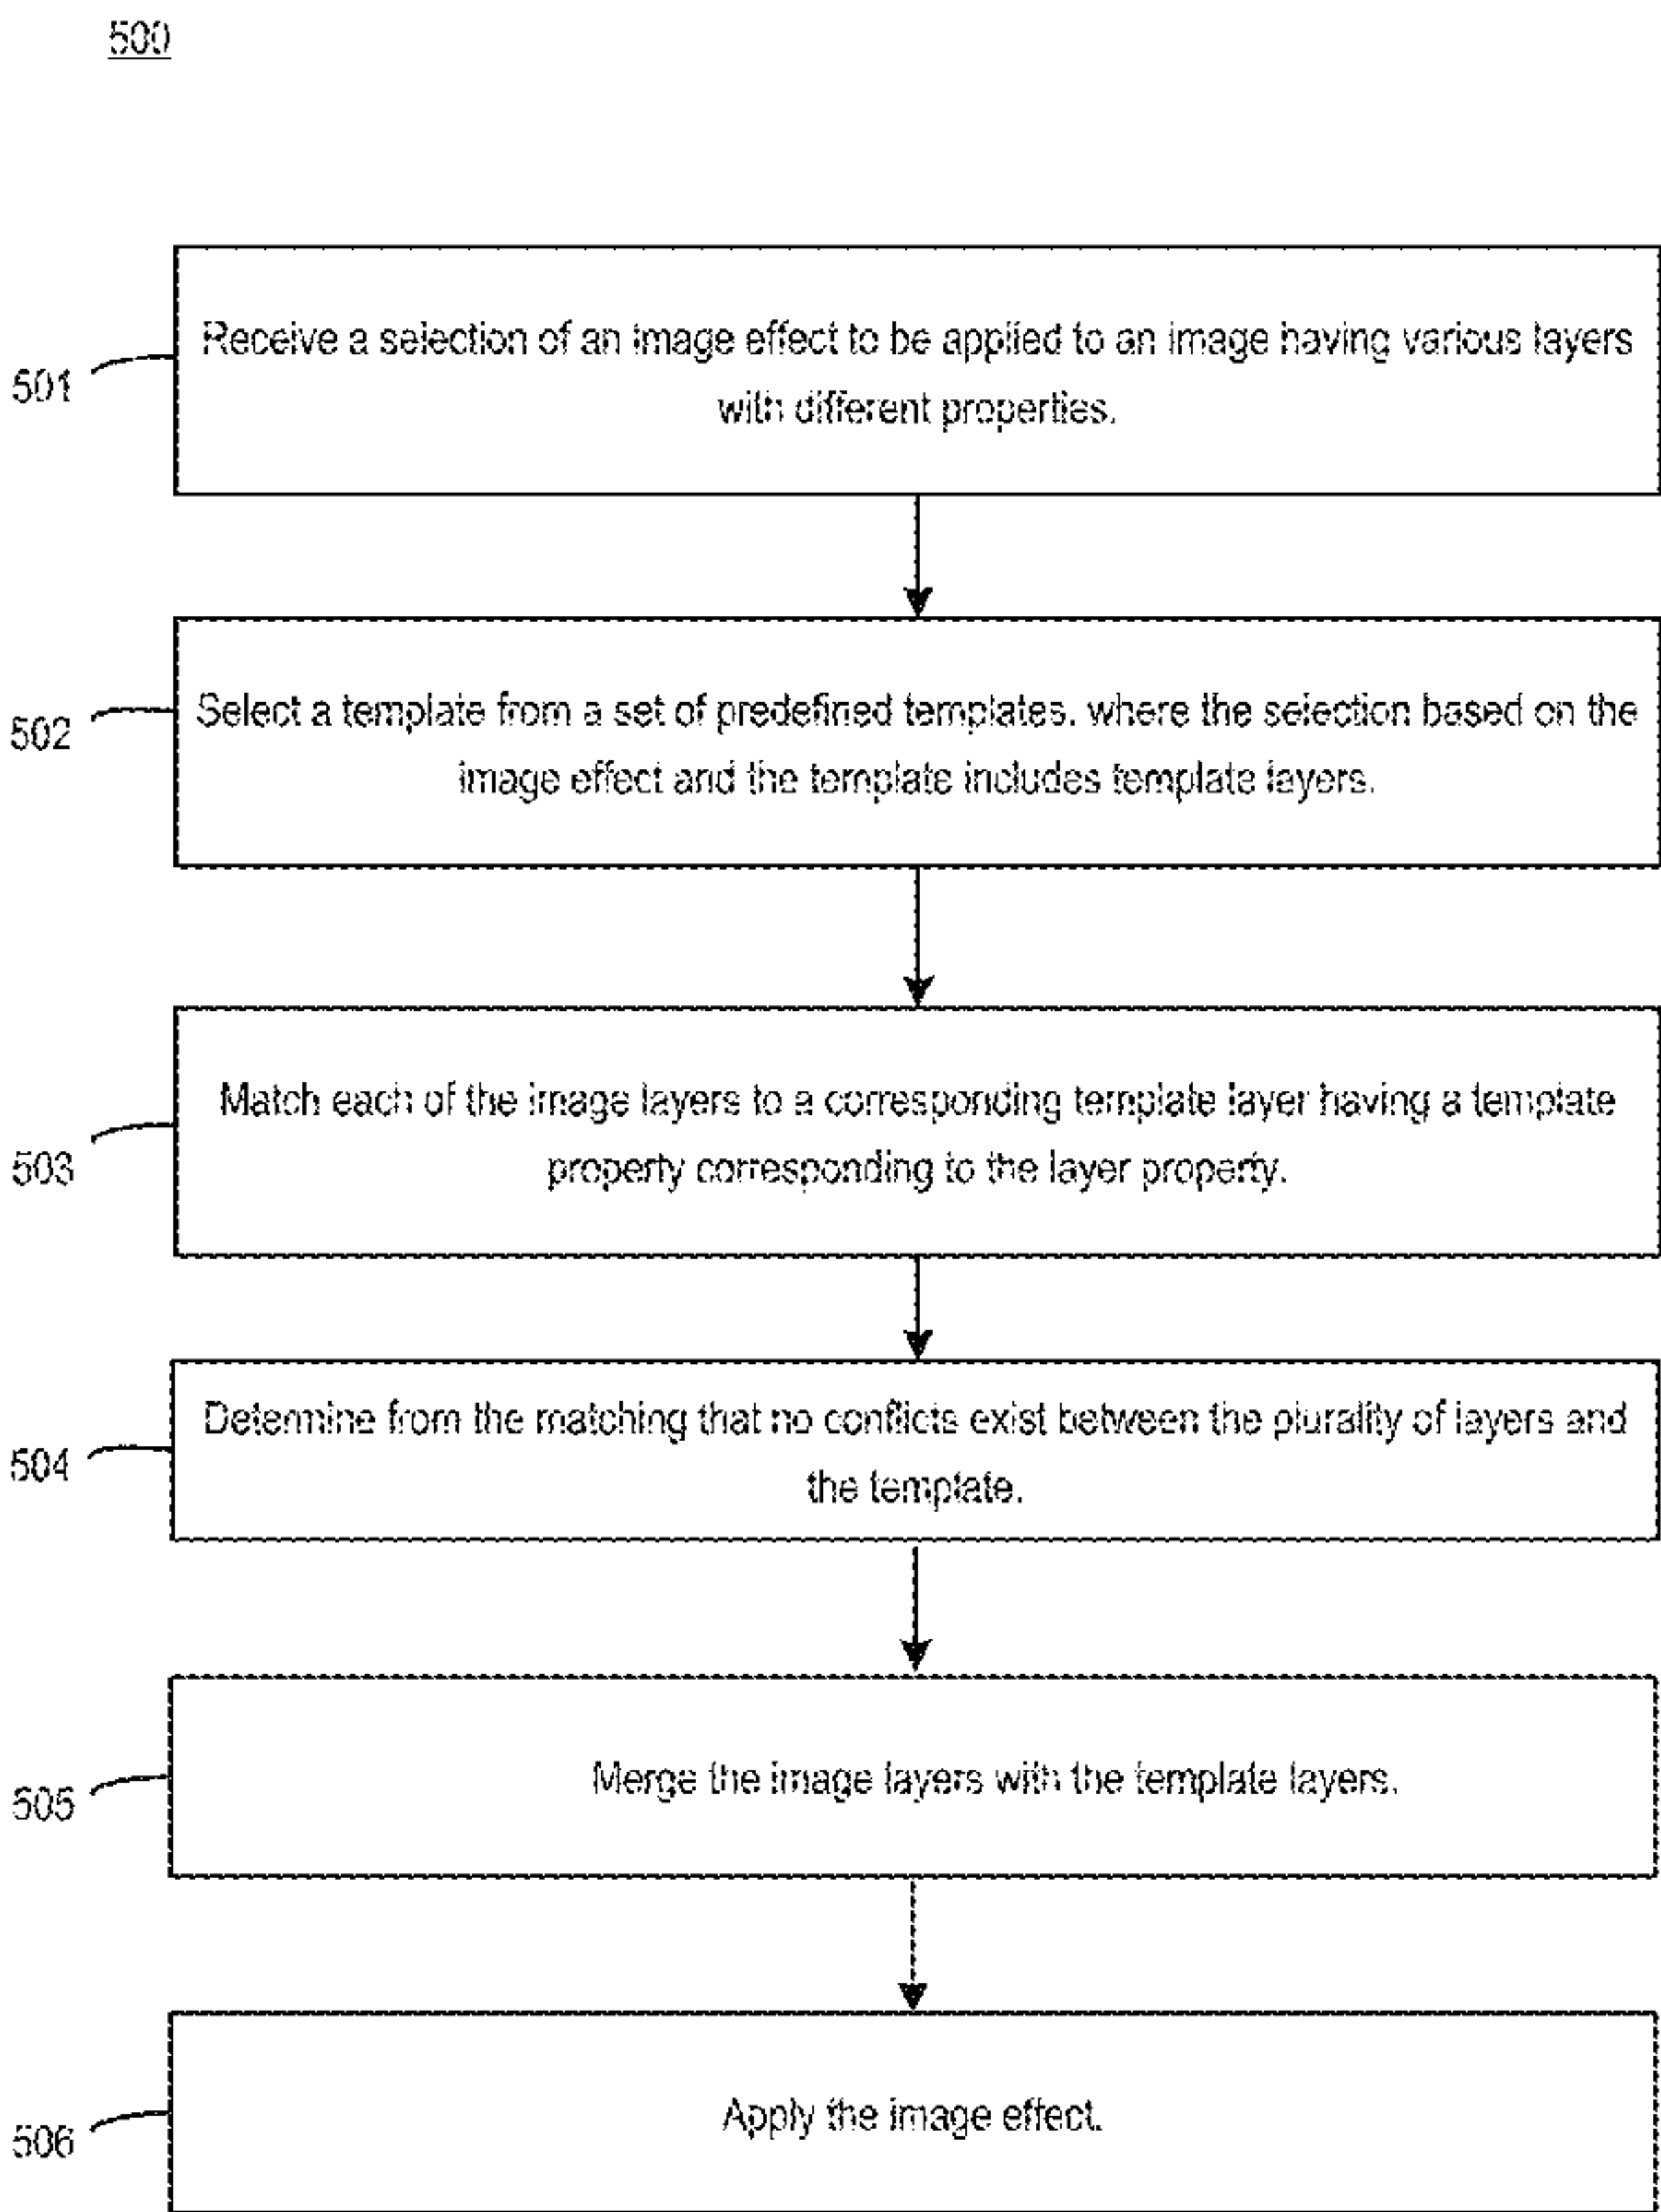 500
501
Receive a selection of an image effect to be applied to an image having various layers
with different properties.
502
Select a template from a set of predefined templates, where the selection based on the
image effect and the template includes template layers.
503
Match each of the image layers to a corresponding template layer having a template
property corresponding to the layer property.
504
Determine from the matching that no conflicts exist between the plurality of layers and
the template.
505
Merge the image layers with the template layers.
506
Apply the image effect.